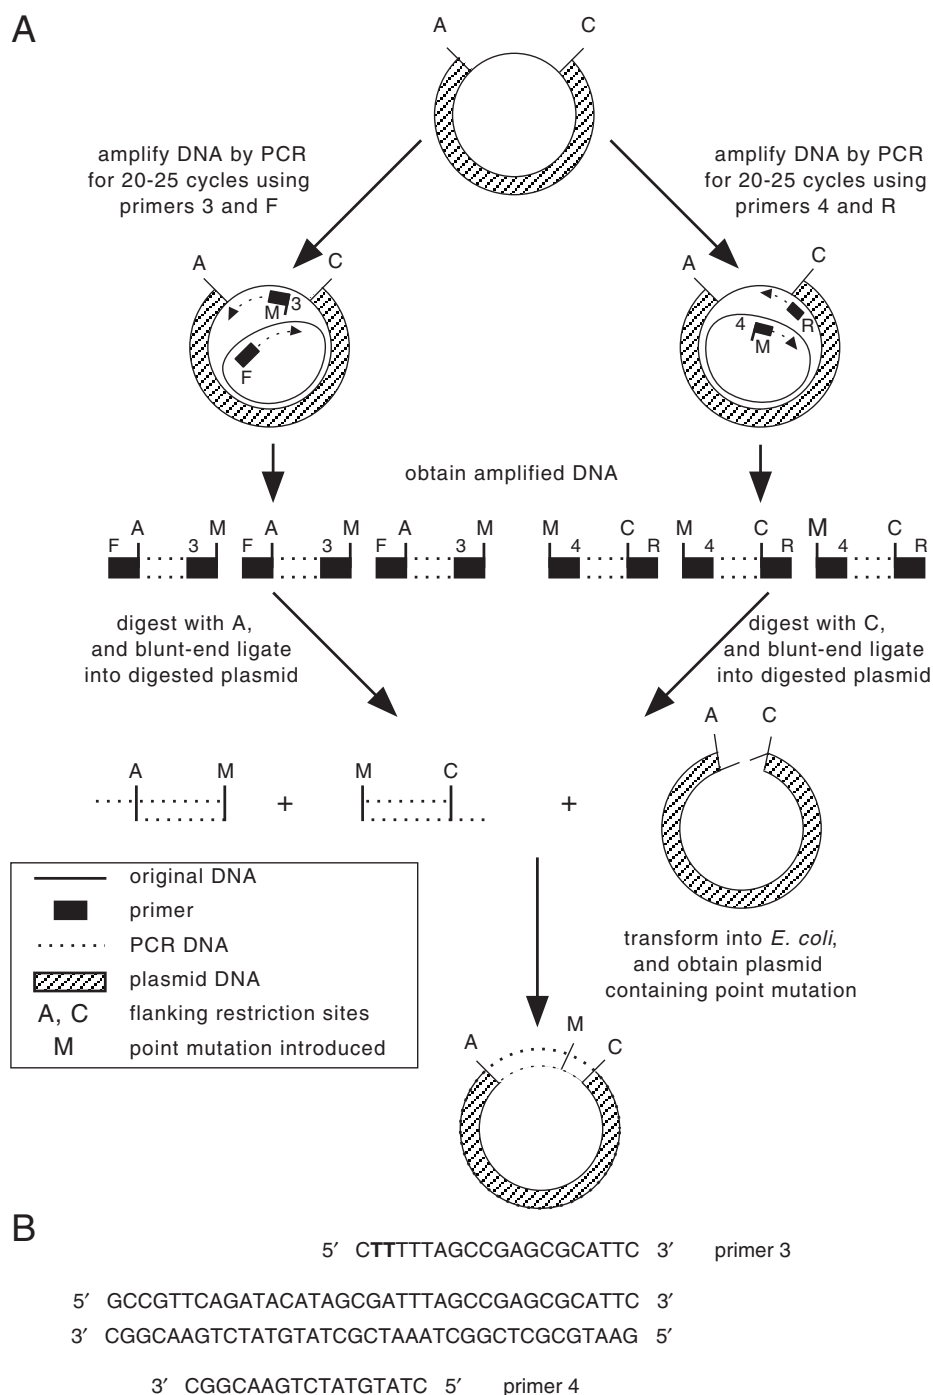 A
A C
amplify DNA by PCR
for 20-25 cycles using
primers 3 and F
amplify DNA by PCR
for 20-25 cycles using
primers 4 and R
A C
M 3
F
A C
4 M R
obtain amplified DNA
A M A M A M M C M C M C
F 3 F 3 F 3 4 R 4 R 4 R
digest with A,
and blunt-end ligate
into digested plasmid
digest with C,
and blunt-end ligate
into digested plasmid
A C
A M + M C +
original DNA
primer
PCR DNA
plasmid DNA
A, C flanking restriction sites
M point mutation introduced
transform into E. coli,
and obtain plasmid
containing point mutation
A M C
B
5′ CTTTTTAGCCGAGCGCATTC 3′ primer 3
5′ GCCGTTCAGATACATAGCGATTTAGCCGAGCGCATTC 3′
3′ CGGCAAGTCTATGTATCGCTAAATCGGCTCGCGTAAG 5′
3′ CGGCAAGTCTATGTATC 5′ primer 4